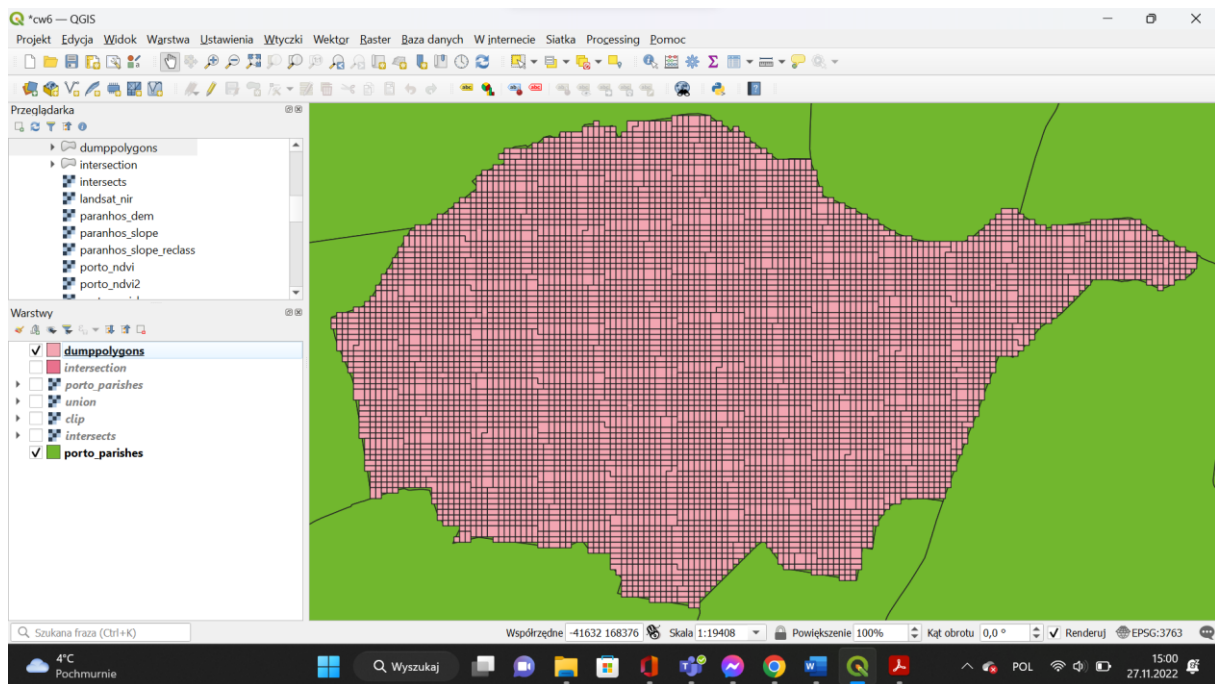 *cw6 — QGIS
Projekt Edycja Widok Warstwa Ustawienia Wtyczki Wektor Raster Baza danych W internecie Siatka Processing Pomoc
Przeglądarka
dumppolygons
intersection
intersects
landsat_nir
paranhos_dem
paranhos_slope
paranhos_slope_reclass
porto_ndvi
porto_ndvi2
Warstwy
dumppolygons
intersection
porto_parishes
union
clip
intersects
porto_parishes
Szukana fraza (Ctrl+K)
Współrzędne -41632 168376 Skala 1:19408 Powiększenie 100% Kąt obrotu 0,0 ° Renderuj EPSG:3763
4°C
Pochmurnie
Wyszukaj
POL
15:00
27.11.2022